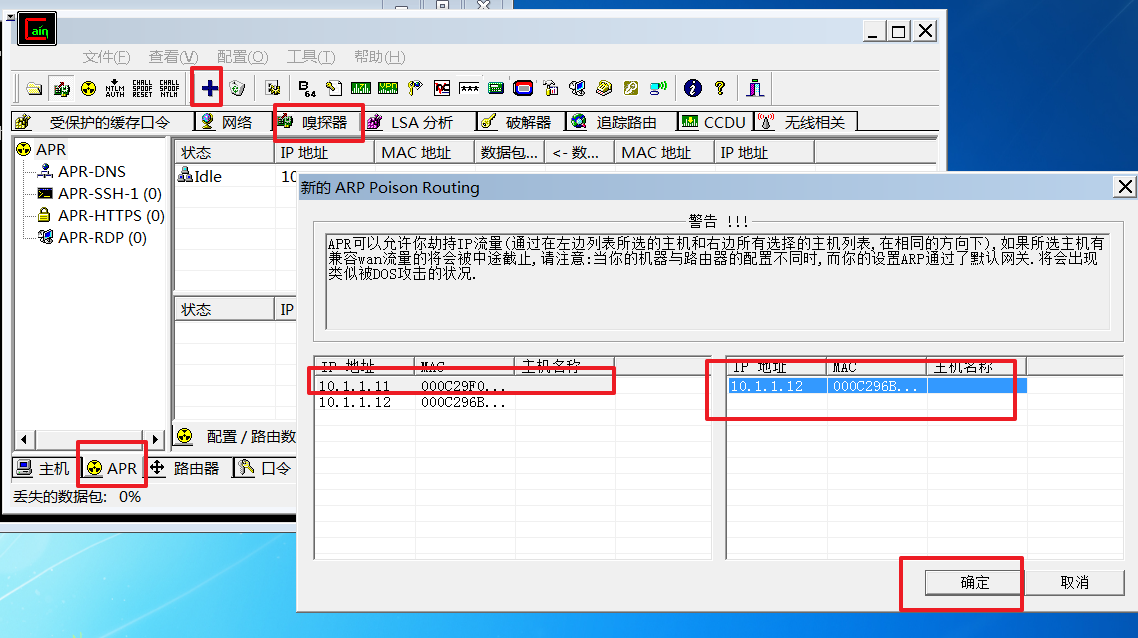 Cain
文件(F) 查看(V) 配置(O) 工具(T) 帮助(H)
NTLM AUTH CHALL SPOOF RESET CHALL SPOOF NTLM B64
受保护的缓存口令 网络 嗅探器 LSA 分析 破解器 追踪路由 CCDU 无线相关
APR
APR-DNS
APR-SSH-1 (0)
APR-HTTPS (0)
APR-RDP (0)
状态 IP 地址 MAC 地址 数据包... <- 数... MAC 地址 IP 地址
Idle 10
状态 IP
配置 / 路由数
主机 APR 路由器 口令
丢失的数据包: 0%
新的 ARP Poison Routing
警告 !!!
APR可以允许你劫持IP流量(通过在左边列表所选的主机和右边所有选择的主机列表,在相同的方向下),如果所选主机有
兼容wan流量的将会被中途截止,请注意:当你的机器与路由器的配置不同时,而你的设置ARP通过了默认网关.将会出现
类似被DOS攻击的状况.
IP 地址 MAC 主机名称
10.1.1.11 000C29F0...
10.1.1.12 000C296B...
IP 地址 MAC 主机名称
10.1.1.12 000C296B...
确定 取消